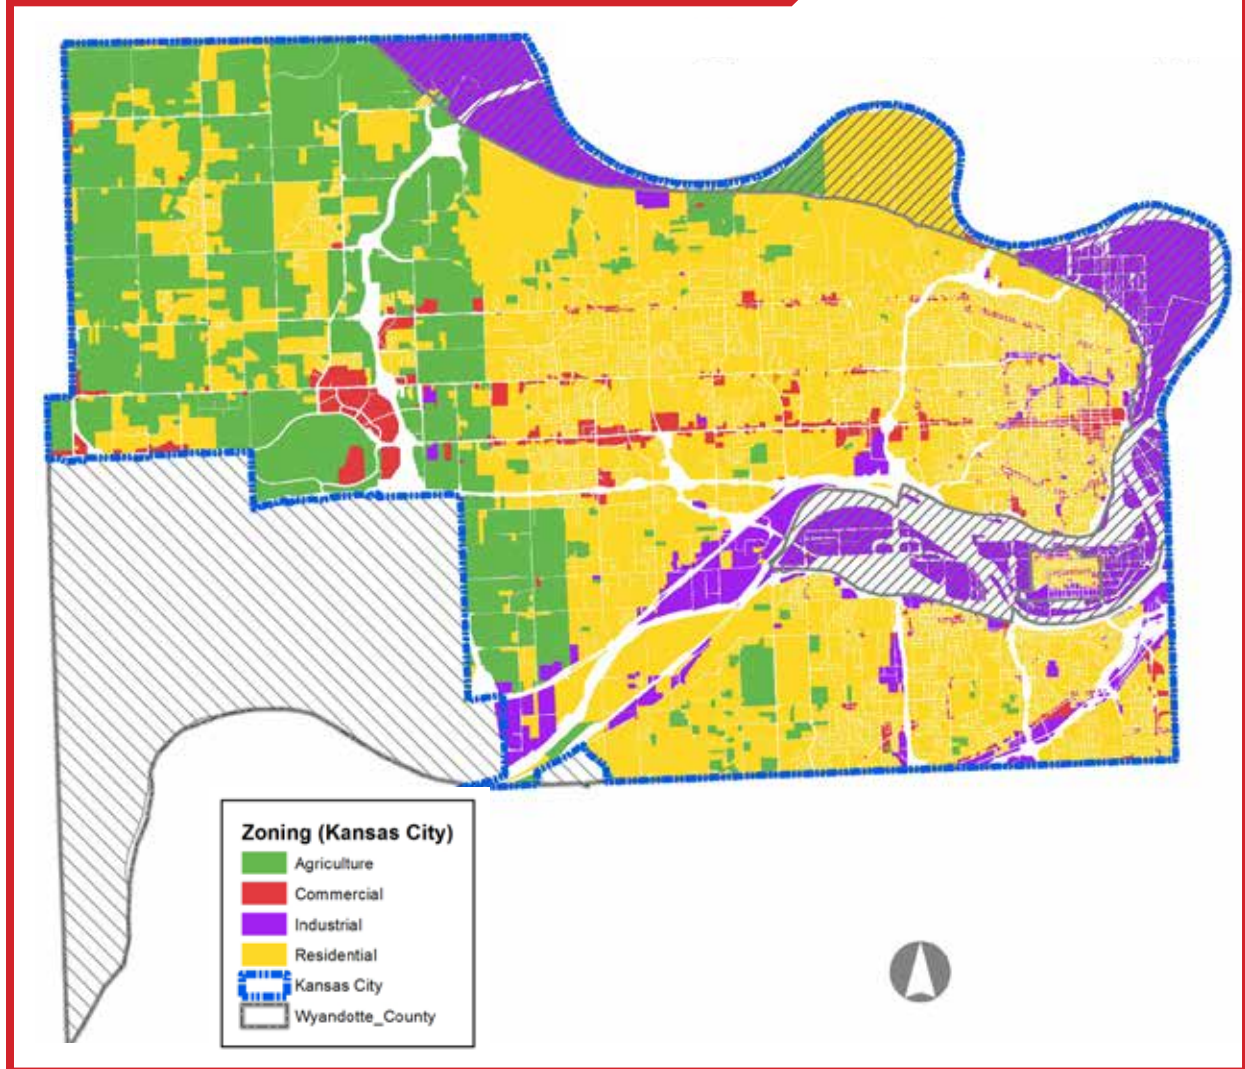 Zoning (Kansas City)
Agriculture
Commercial
Industrial
Residential
Kansas City
Wyandotte_County